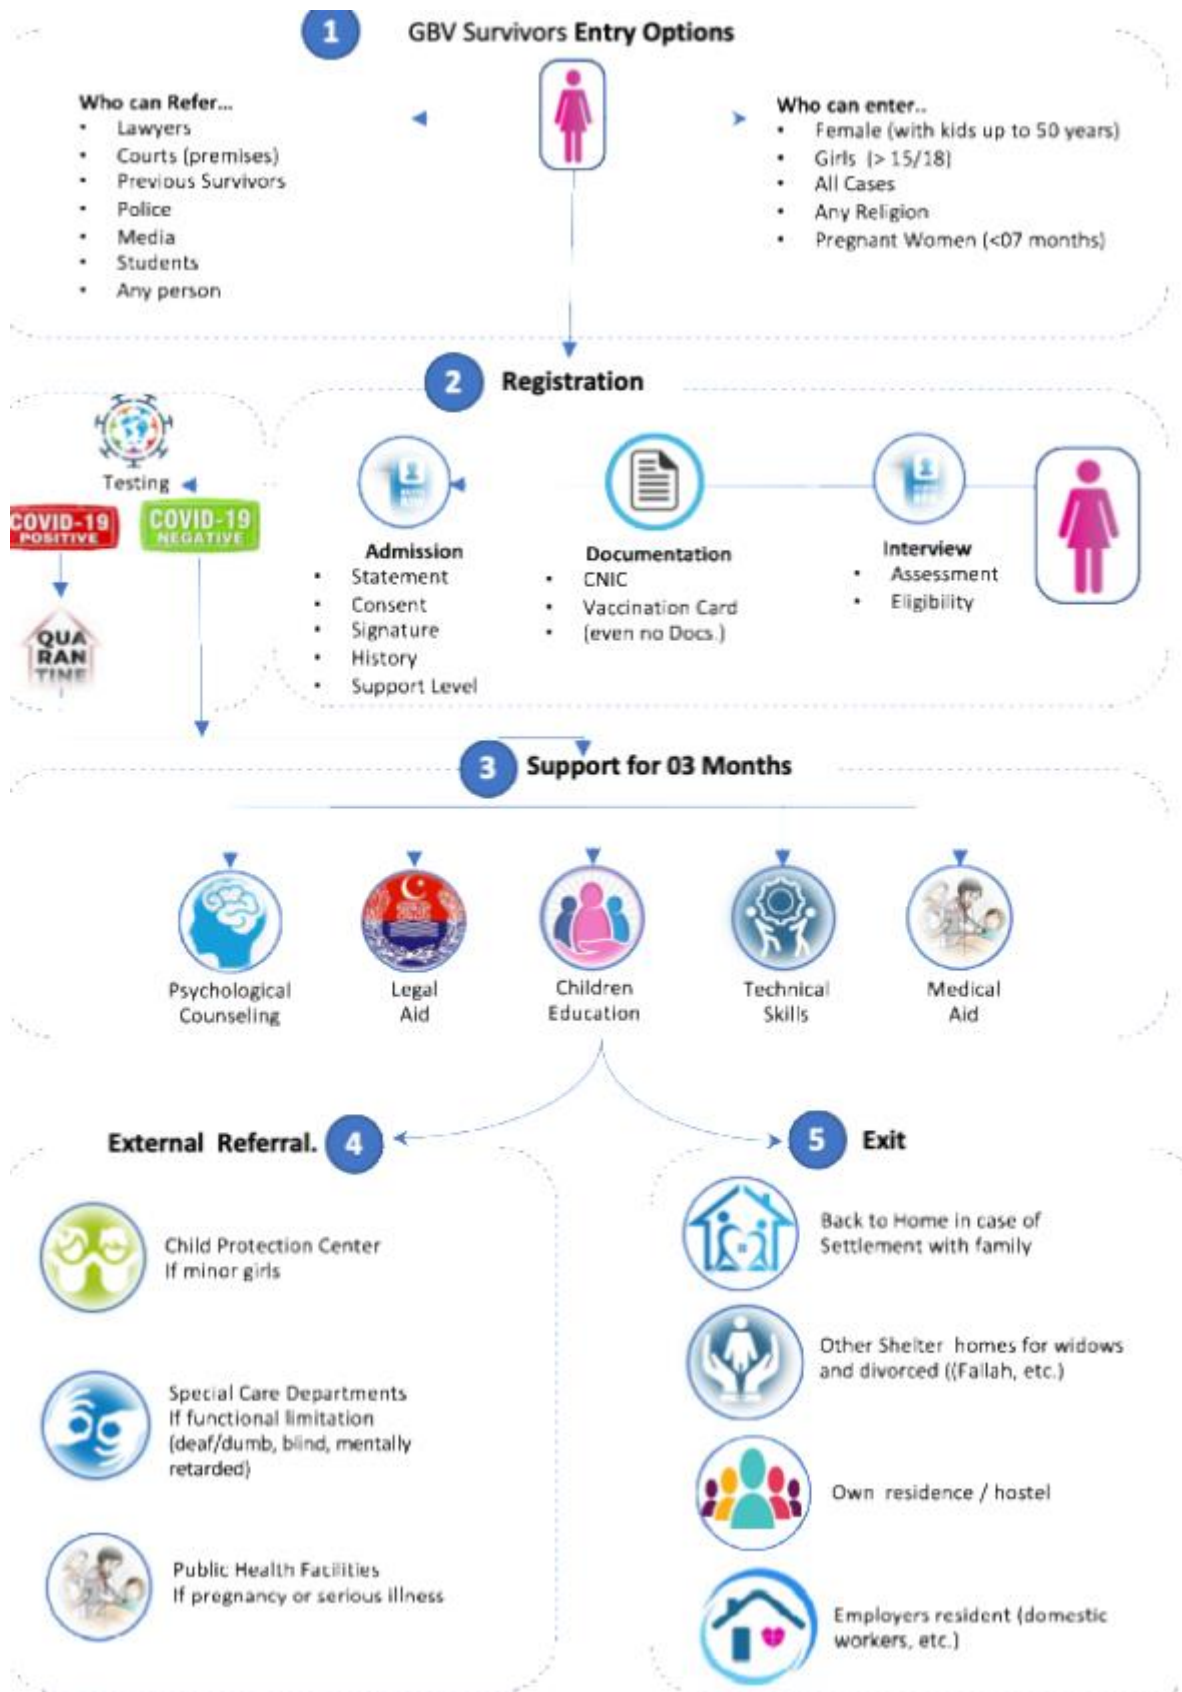 1
GBV Survivors Entry Options
Who can Refer...
• Lawyers
• Courts (premises)
• Previous Survivors
• Police
• Media
• Students
• Any person
Who can enter..
• Female (with kids up to 50 years)
• Girls (> 15/18)
• All Cases
• Any Religion
• Pregnant Women (<07 months)
2
Registration
Testing
COVID-19
POSITIVE
COVID-19
NEGATIVE
QUA
RAN
TINE
Admission
• Statement
• Consent
• Signature
• History
• Support Level
Documentation
• CNIC
• Vaccination Card
• (even no Docs.)
Interview
• Assessment
• Eligibility
3
Support for 03 Months
Psychological
Counseling
Legal
Aid
Children
Education
Technical
Skills
Medical
Aid
External Referral.
4
Child Protection Center
If minor girls
Special Care Departments
If functional limitation
(deaf/dumb, blind, mentally
retarded)
Public Health Facilities
If pregnancy or serious illness
5
Exit
Back to Home in case of
Settlement with family
Other Shelter homes for widows
and divorced ((Fallah, etc.)
Own residence / hostel
Employers resident (domestic
workers, etc.)